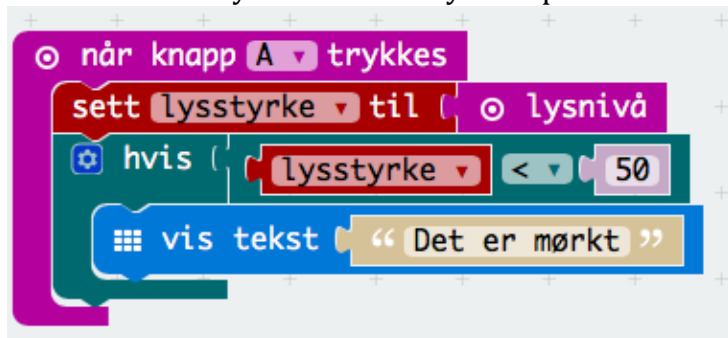 når knapp A trykkes
sett lysstyrke til lysnivå
hvis lysstyrke < 50
vis tekst “ Det er mørkt ”